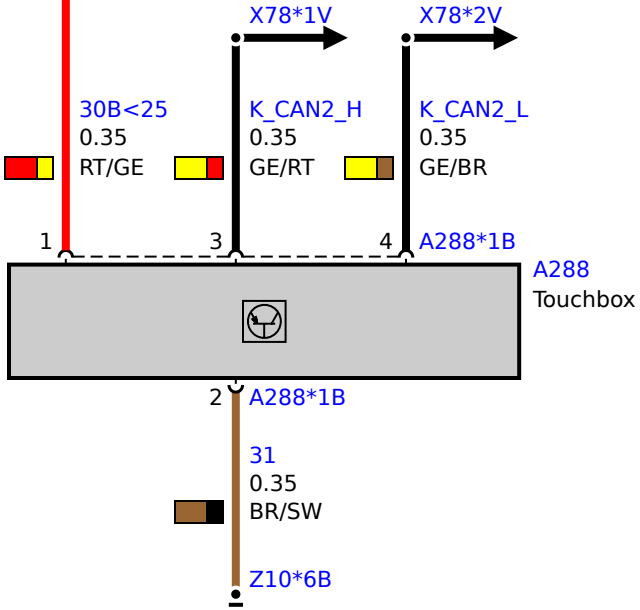 X78*1V
X78*2V
30B<25
0.35
RT/GE
K_CAN2_H
0.35
GE/RT
K_CAN2_L
0.35
GE/BR
1
3
4
A288*1B
A288
Touchbox
2
A288*1B
31
0.35
BR/SW
Z10*6B